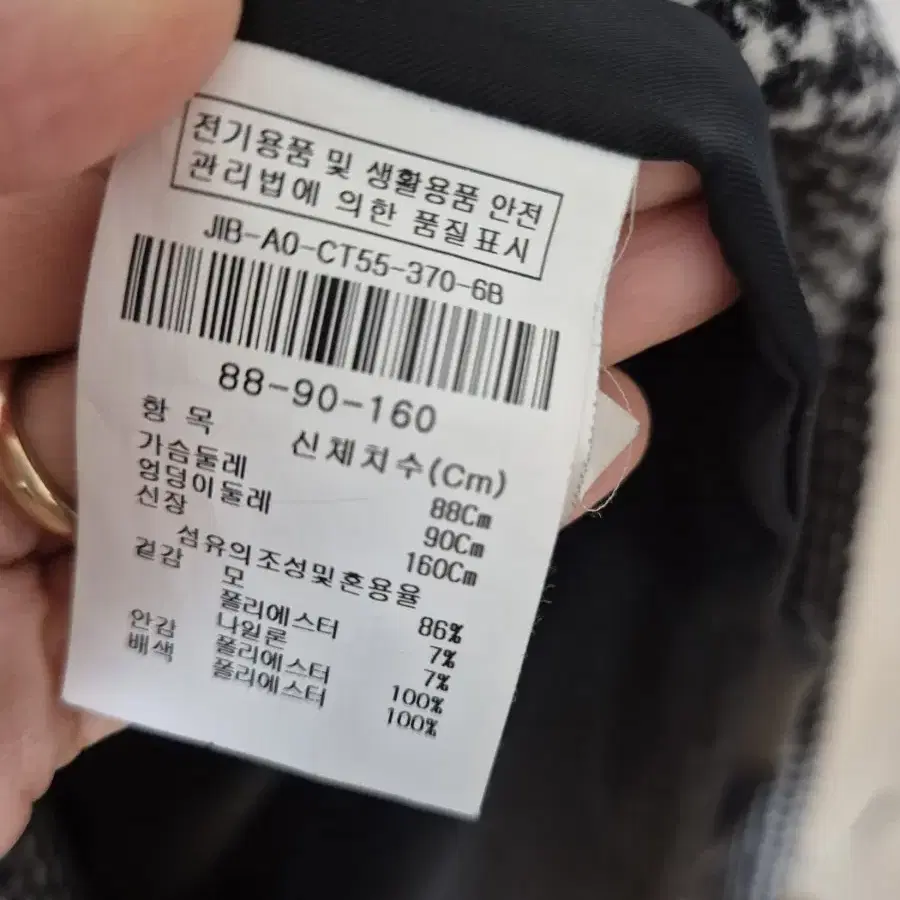 전기용품 및 생활용품 안전
관리법에 의한 품질표시
JIB-A0-CT55-370-6B
88-90-160
항 목 신체치수(Cm)
가슴둘레 88Cm
엉덩이둘레 90Cm
신장 160Cm
섬유의조성및혼용율
겉감 모 86%
폴리에스터 7%
나일론 7%
안감 폴리에스터 100%
배색 폴리에스터 100%